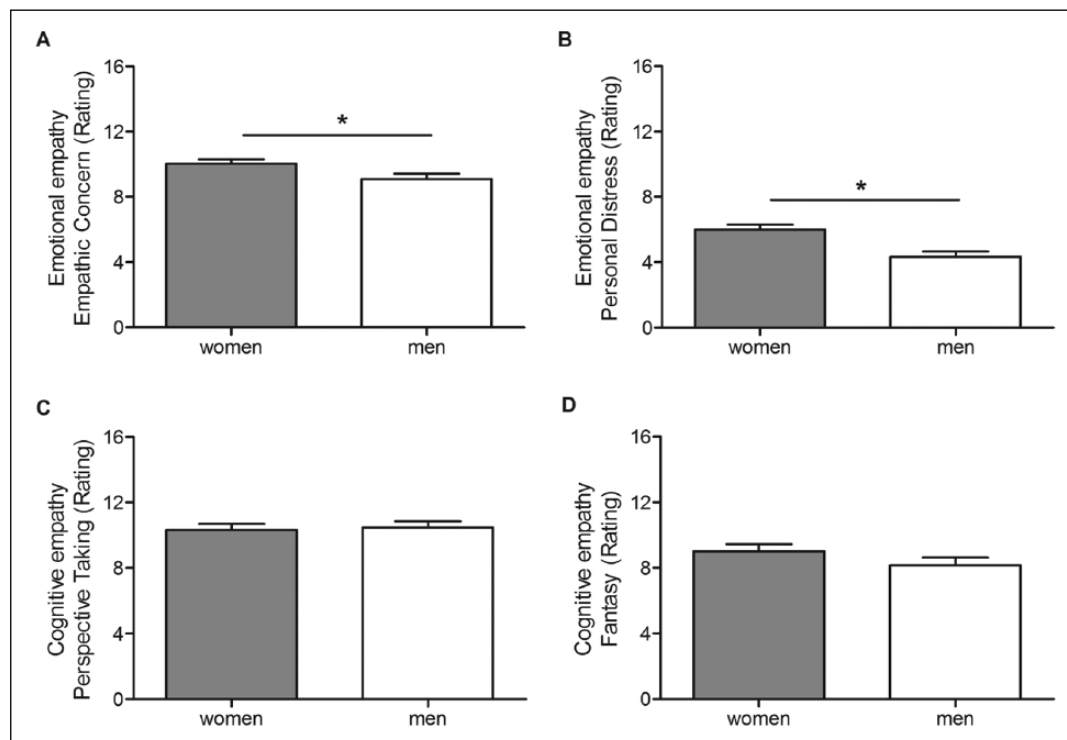 A
Emotional empathy
Empathic Concern (Rating)
16
12
8
4
0
*
women
men
B
Emotional empathy
Personal Distress (Rating)
16
12
8
4
0
*
women
men
C
Cognitive empathy
Perspective Taking (Rating)
16
12
8
4
0
women
men
D
Cognitive empathy
Fantasy (Rating)
16
12
8
4
0
women
men